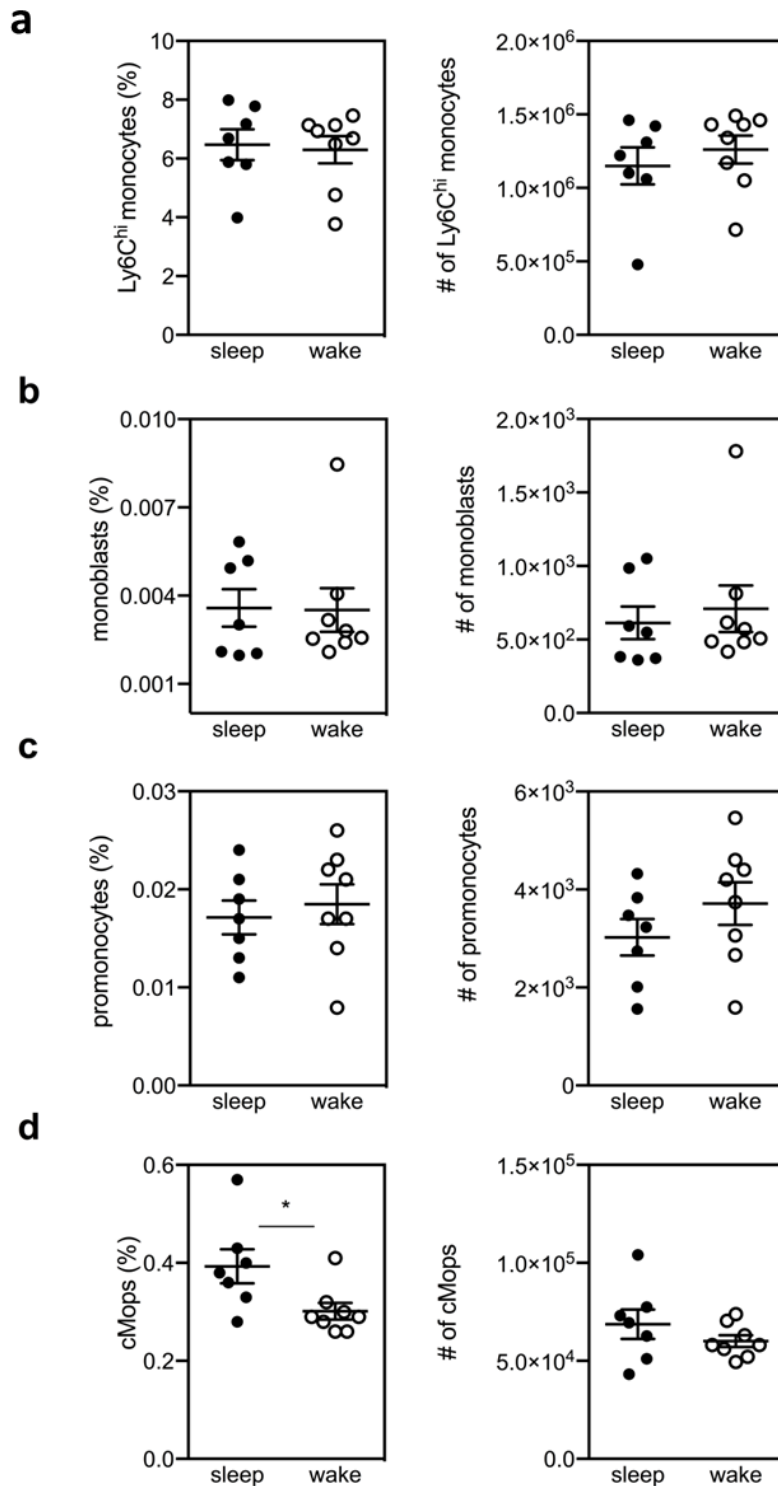 a
Ly6Chi monocytes (%)
10
8
6
4
2
0
sleep wake
# of Ly6Chi monocytes
2.0×10⁶
1.5×10⁶
1.0×10⁶
5.0×10⁵
0.0
sleep wake
b
monoblasts (%)
0.010
0.007
0.004
0.001
sleep wake
# of monoblasts
2.0×10³
1.5×10³
1.0×10³
5.0×10²
0.0
sleep wake
c
promonocytes (%)
0.03
0.02
0.01
0.00
sleep wake
# of promonocytes
6×10³
4×10³
2×10³
0
sleep wake
d
cMops (%)
0.6
0.4
0.2
0.0
*
sleep wake
# of cMops
1.5×10⁵
1.0×10⁵
5.0×10⁴
0.0
sleep wake